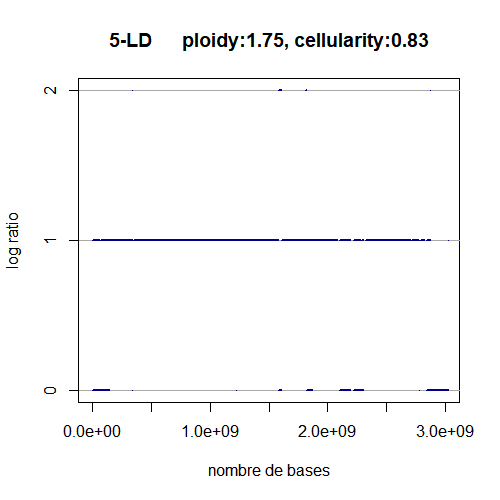 5-LD ploidy:1.75, cellularity:0.83
2
1
0
log ratio
0.0e+00 1.0e+09 2.0e+09 3.0e+09
nombre de bases